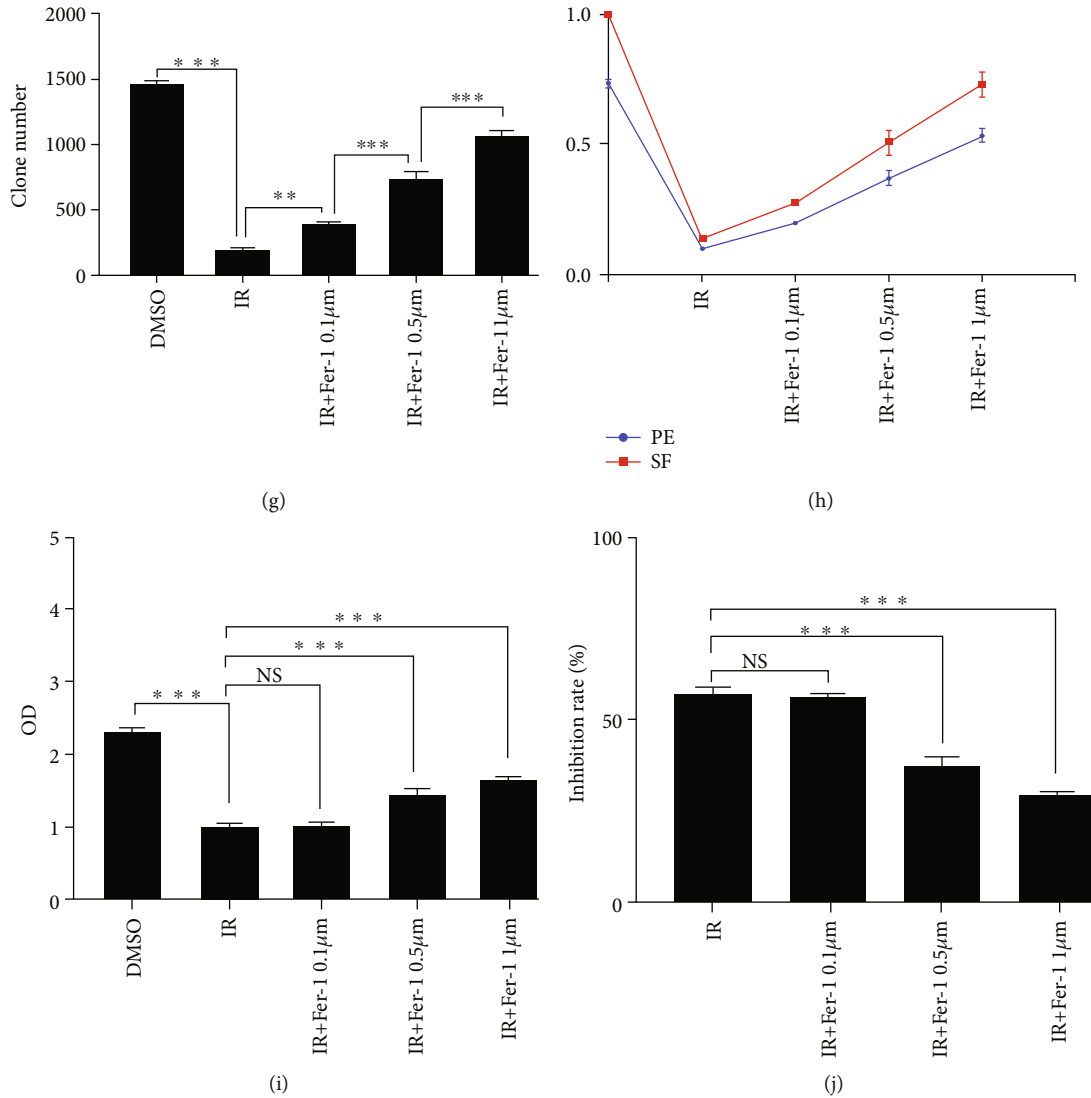 2000
1500
1000
500
0
Clone number
***
**
***
***
DMSO
IR
IR+Fer-1 0.1μm
IR+Fer-1 0.5μm
IR+Fer-11μm
(g)
1.0
0.5
0.0
IR
IR+Fer-1 0.1μm
IR+Fer-1 0.5μm
IR+Fer-1 1μm
PE
SF
(h)
5
4
3
2
1
0
OD
***
NS
***
***
DMSO
IR
IR+Fer-1 0.1μm
IR+Fer-1 0.5μm
IR+Fer-1 1μm
(i)
100
50
0
Inhibition rate (%)
NS
***
***
IR
IR+Fer-1 0.1μm
IR+Fer-1 0.5μm
IR+Fer-1 1μm
(j)